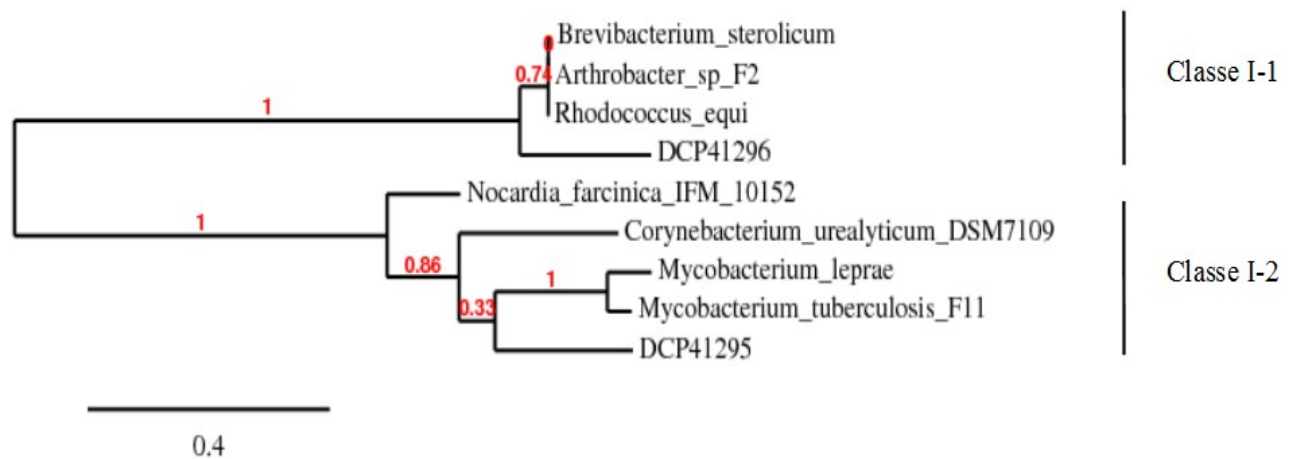 Brevibacterium_sterolicum
0
0.74
Arthrobacter_sp_F2
Classe I-1
1
Rhodococcus_equi
DCP41296
Nocardia_farcinica_IFM_10152
1
Corynebacterium_urealyticum_DSM7109
0.86
Mycobacterium_leprae
Classe I-2
1
0.33
Mycobacterium_tuberculosis_F11
DCP41295
0.4